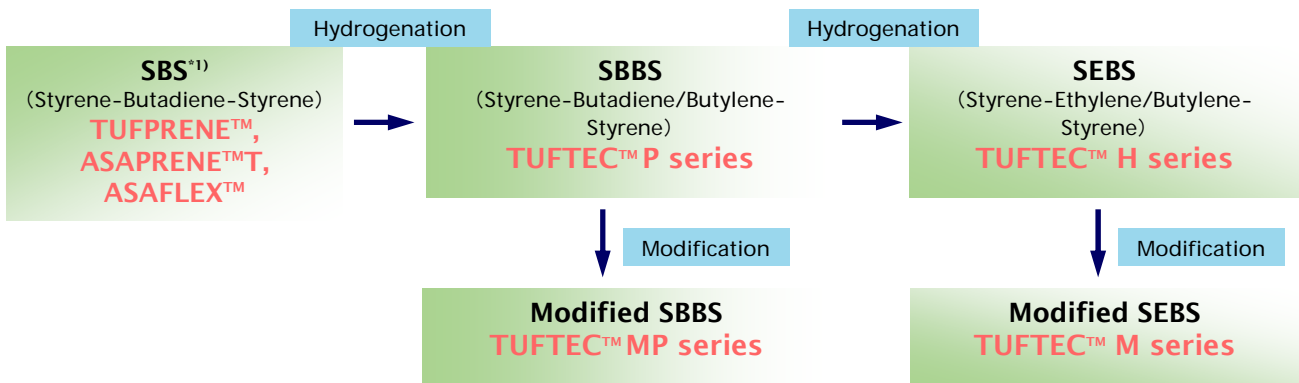 Hydrogenation
Hydrogenation
SBS*1)
（Styrene-Butadiene-Styrene）
TUFPRENE™,
ASAPRENE™T,
ASAFLEX™
SBBS
（Styrene-Butadiene/Butylene-
Styrene）
TUFTEC™ P series
SEBS
（Styrene-Ethylene/Butylene-
Styrene）
TUFTEC™ H series
Modification
Modification
Modified SBBS
TUFTEC™ MP series
Modified SEBS
TUFTEC™ M series